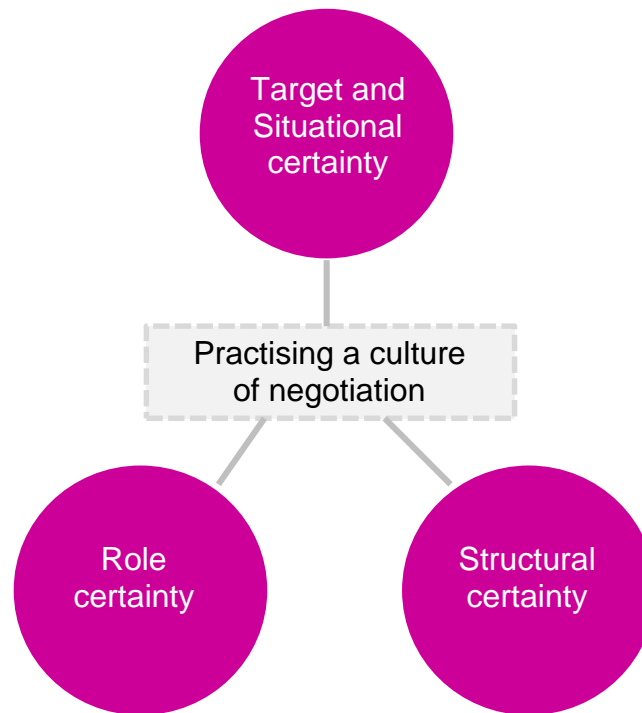 Target and
Situational
certainty
Practising a culture
of negotiation
Role
certainty
Structural
certainty